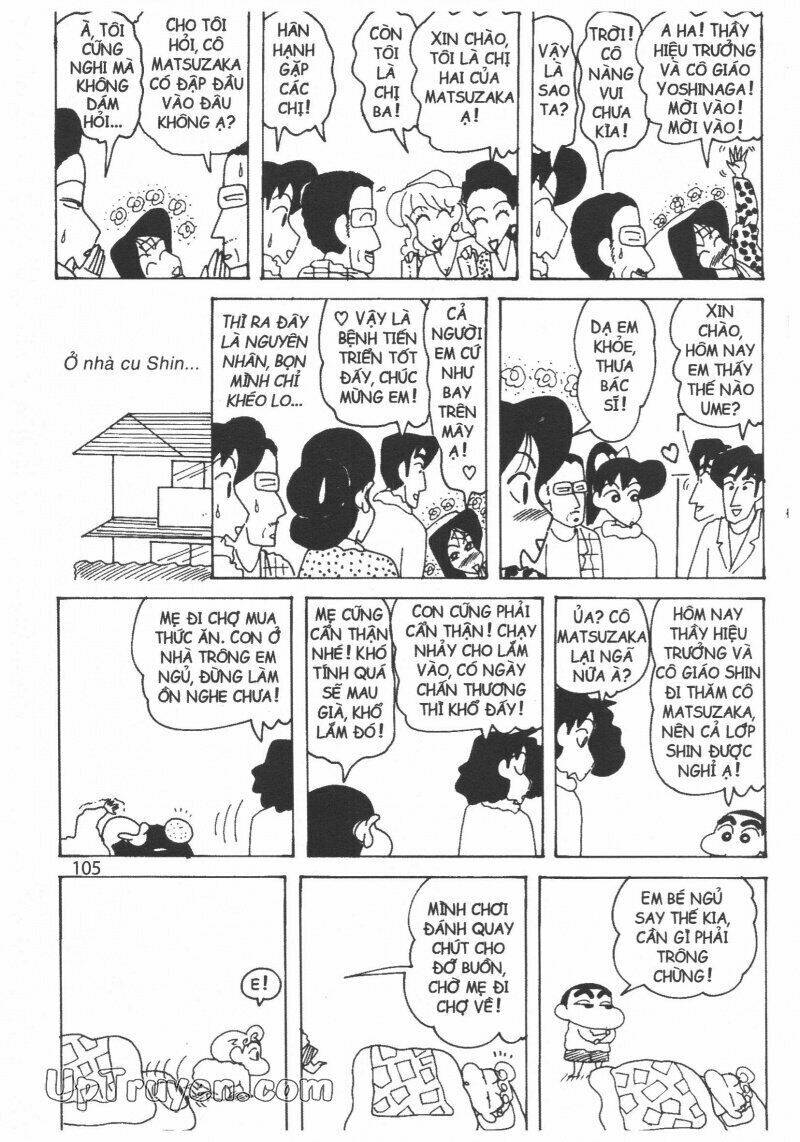 A HA! THẦY
HIỆU TRƯỞNG
VÀ CÔ GIÁO
YOSHINAGA!
MỜI VÀO!
MỜI VÀO!
TRỜI!
CÔ
NÀNG
VUI
CHƯA
KÌA!
VẬY
LÀ
SAO
TA?
XIN CHÀO,
TÔI LÀ CHỊ
HAI CỦA
MATSUZAKA
Ạ!
CÒN
TÔI
LÀ
CHỊ
BA!
HÂN
HẠNH
GẶP
CÁC
CHỊ!
CHO TÔI
HỎI, CÔ
MATSUZAKA
CÓ ĐẬP ĐẦU
VÀO ĐÂU
KHÔNG Ạ?
À, TÔI
CŨNG
NGHI MÀ
KHÔNG
DÁM
HỎI...
XIN
CHÀO,
HÔM NAY
EM THẤY
THẾ NÀO
UME?
DẠ EM
KHỎE,
THƯA
BÁC
SĨ!
CẢ
NGƯỜI
EM CỨ
NHƯ
BAY
TRÊN
MÂY
Ạ!
♡ VẬY LÀ
BỆNH TIẾN
TRIỂN TỐT
ĐẤY, CHÚC
MỪNG EM!
THÌ RA ĐÂY
LÀ NGUYÊN
NHÂN, BỌN
MÌNH CHỈ
KHÉO LO...
Ở nhà cu Shin...
HÔM NAY
THẦY HIỆU
TRƯỞNG VÀ
CÔ GIÁO SHIN
ĐI THĂM CÔ
MATSUZAKA,
NÊN CẢ LỚP
SHIN ĐƯỢC
NGHỈ Ạ!
ỦA? CÔ
MATSUZAKA
LẠI NGÃ
NỮA À?
CON CŨNG PHẢI
CẨN THẬN! CHẠY
NHẢY CHO LẮM
VÀO, CÓ NGÀY
CHẤN THƯƠNG
THÌ KHỔ ĐẤY!
MẸ CŨNG
CẨN THẬN
NHÉ! KHÓ
TÍNH QUÁ
SẼ MAU
GIÀ, KHỔ
LẮM ĐÓ!
MẸ ĐI CHỢ MUA
THỨC ĂN. CON Ở
NHÀ TRÔNG EM
NGỦ, ĐỪNG LÀM
ỒN NGHE CHƯA!
105
EM BÉ NGỦ
SAY THẾ KIA,
CẦN GÌ PHẢI
TRÔNG
CHỪNG!
MÌNH CHƠI
ĐÁNH QUAY
CHÚT CHO
ĐỠ BUỒN,
CHỜ MẸ ĐI
CHỢ VỀ!
E!
UpTruyen.com